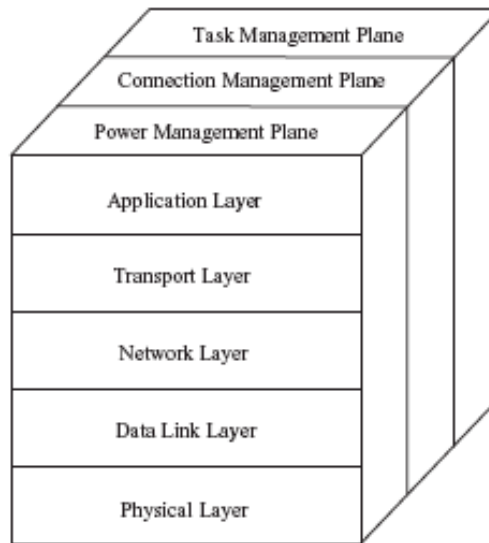 Task Management Plane
Connection Management Plane
Power Management Plane
Application Layer
Transport Layer
Network Layer
Data Link Layer
Physical Layer